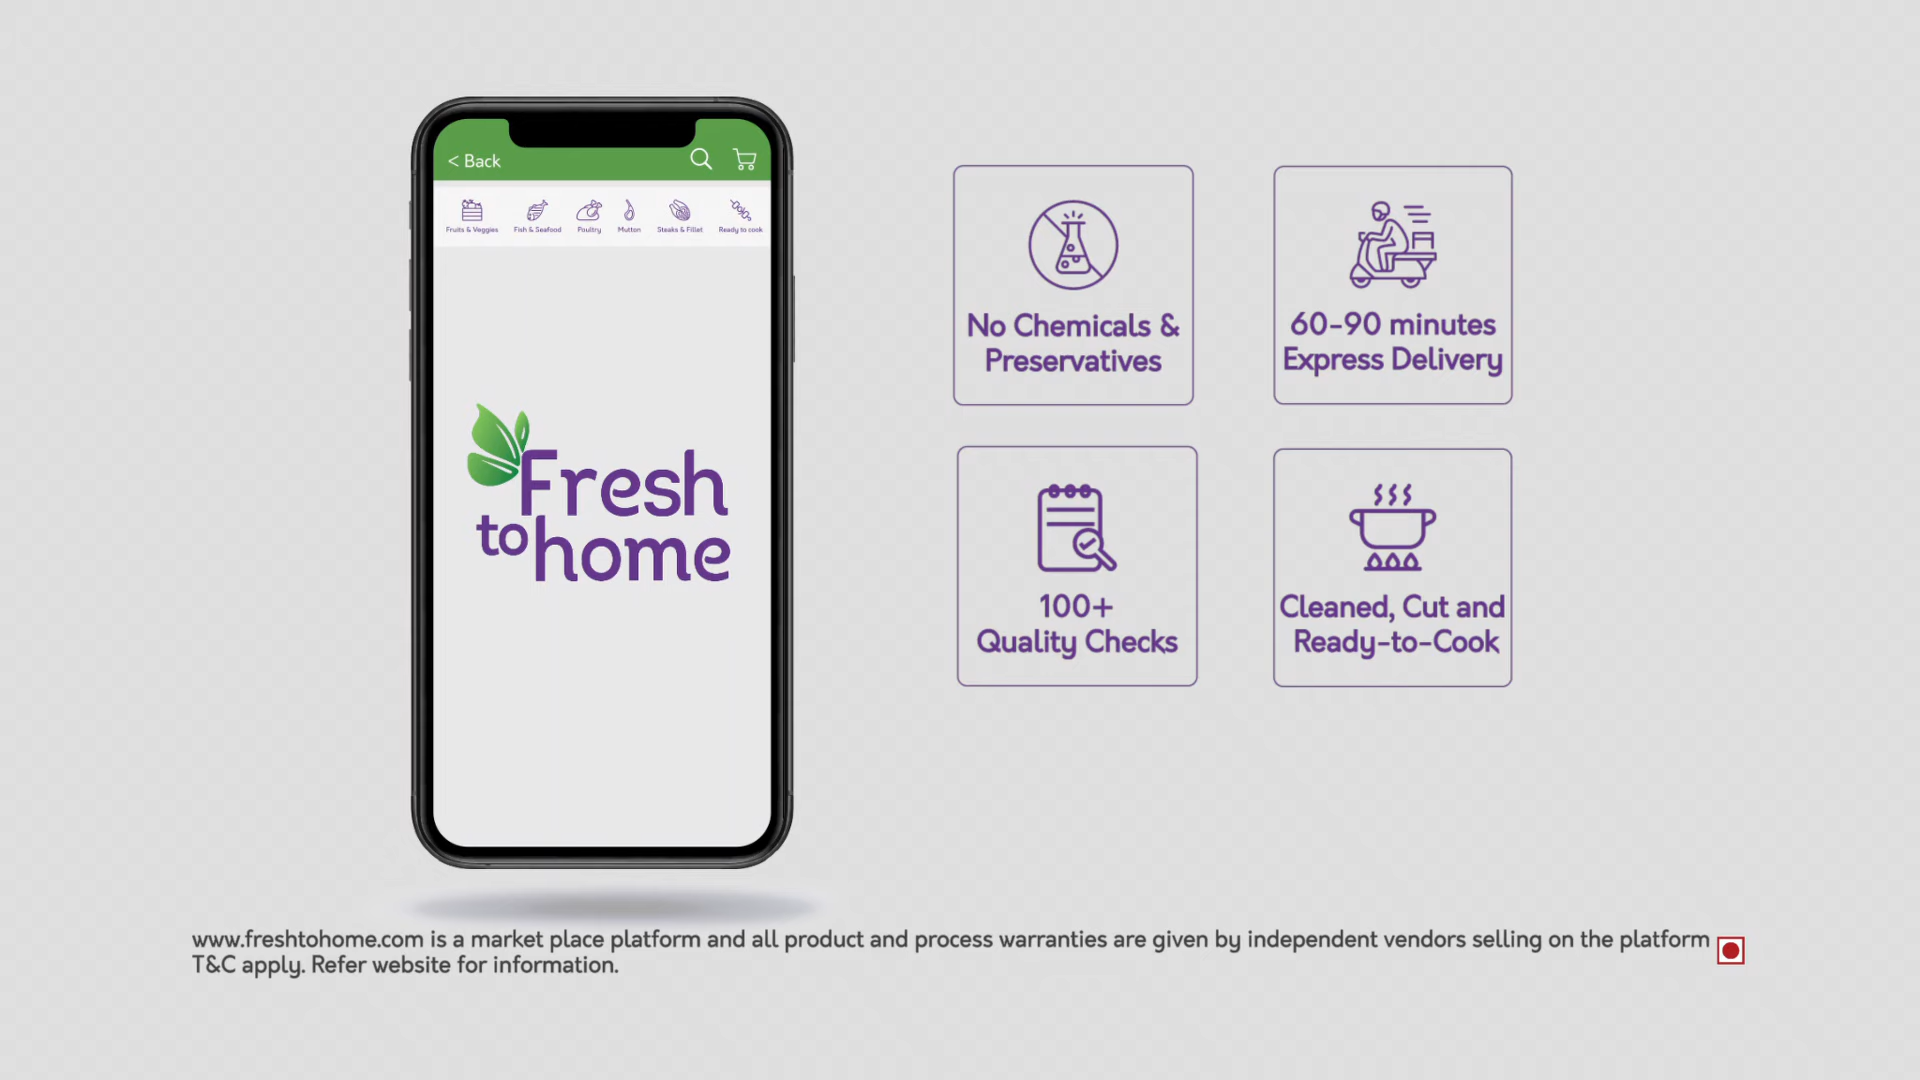 < Back
Fruits & Veggies
Fish & Seafood
Poultry
Mutton
Steaks & Fillet
Ready to cook
Fresh
to home
No Chemicals &
Preservatives
60-90 minutes
Express Delivery
100+
Quality Checks
Cleaned, Cut and
Ready-to-Cook
www.freshtohome.com is a market place platform and all product and process warranties are given by independent vendors selling on the platform
T&C apply. Refer website for information.